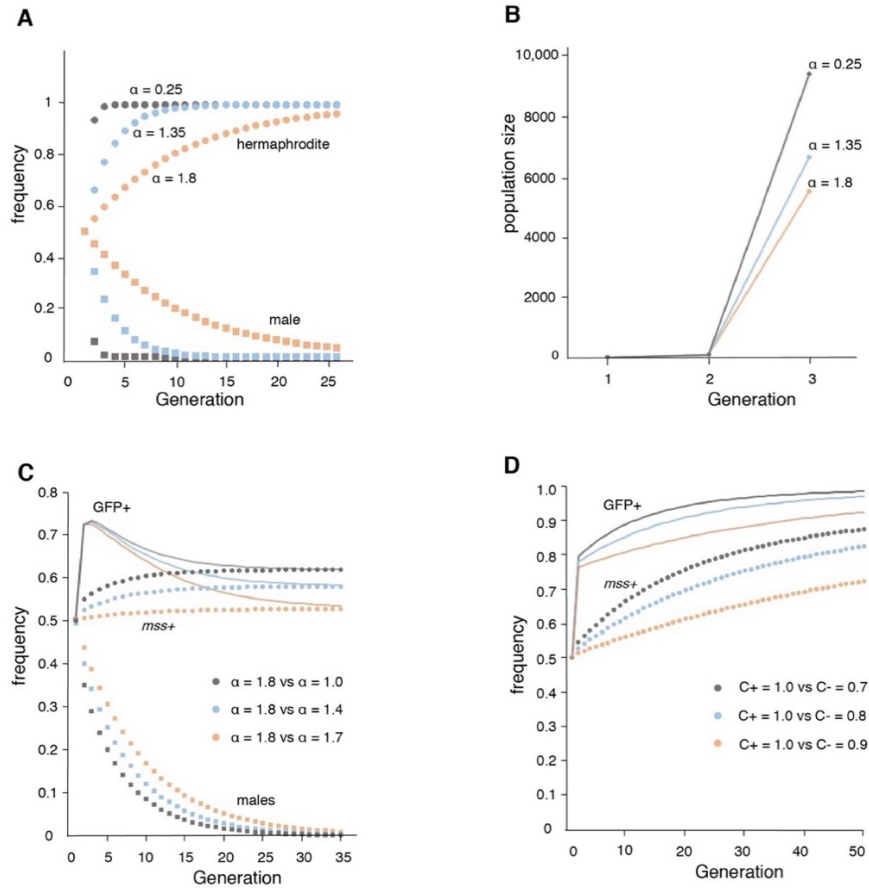 A
frequency
1
0.8
0.6
0.4
0.2
0
α = 0.25
α = 1.35
hermaphrodite
α = 1.8
male
0 5 10 15 20 25
Generation
B
population size
10,000
8000
6000
4000
2000
0
α = 0.25
α = 1.35
α = 1.8
1 2 3
Generation
C
frequency
0.8
0.7
0.6
0.5
0.4
0.3
0.2
0.1
0
GFP+
mss+
α = 1.8 vs α = 1.0
α = 1.8 vs α = 1.4
α = 1.8 vs α = 1.7
males
0 5 10 15 20 25 30 35
Generation
D
frequency
1.0
0.9
0.8
0.7
0.6
0.5
0.4
0.3
0.2
0.1
0
GFP+
mss+
C+ = 1.0 vs C- = 0.7
C+ = 1.0 vs C- = 0.8
C+ = 1.0 vs C- = 0.9
0 10 20 30 40 50
Generation